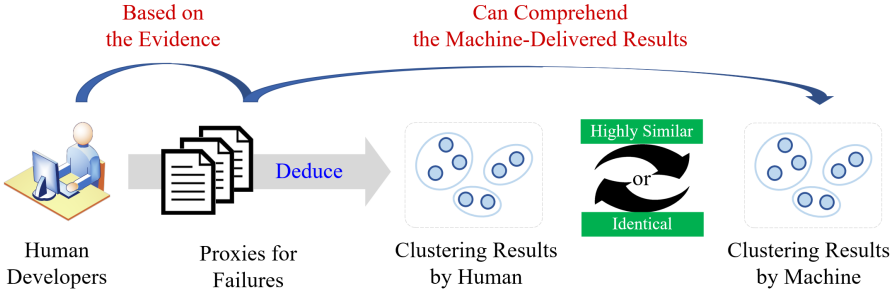 Based on
the Evidence
Can Comprehend
the Machine-Delivered Results
Deduce
Highly Similar
or
Identical
Human
Developers
Proxies for
Failures
Clustering Results
by Human
Clustering Results
by Machine